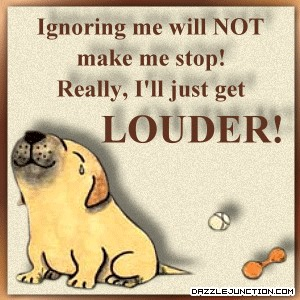 Ignoring me will NOT
make me stop!
Really, I'll just get
LOUDER!
DAZZLEJUNCTION.COM